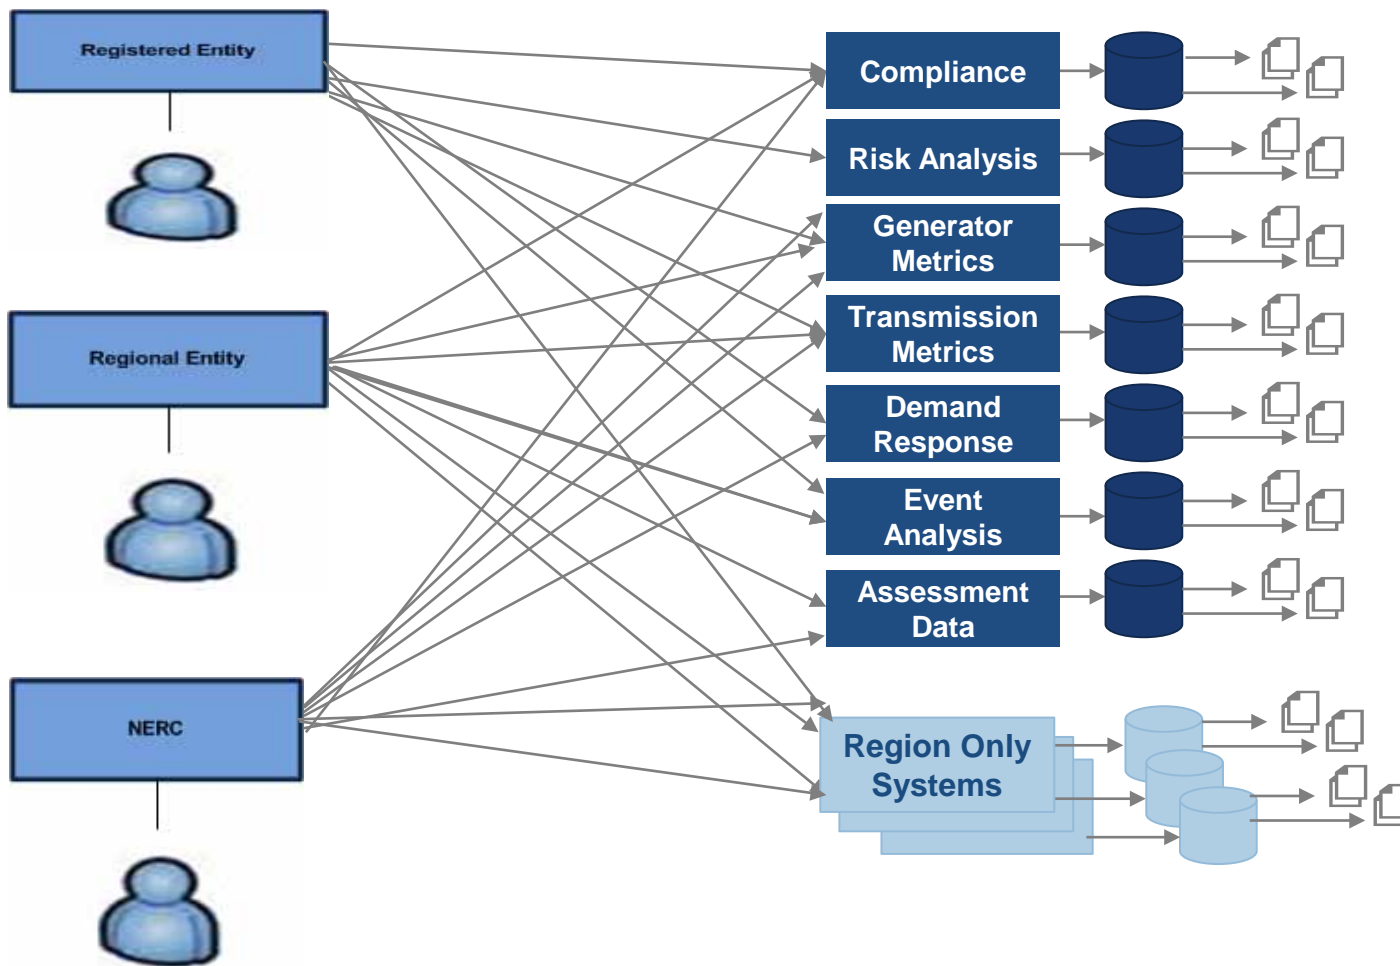 Registered Entity
Regional Entity
NERC
Compliance
Risk Analysis
Generator
Metrics
Transmission
Metrics
Demand
Response
Event
Analysis
Assessment
Data
Region Only
Systems